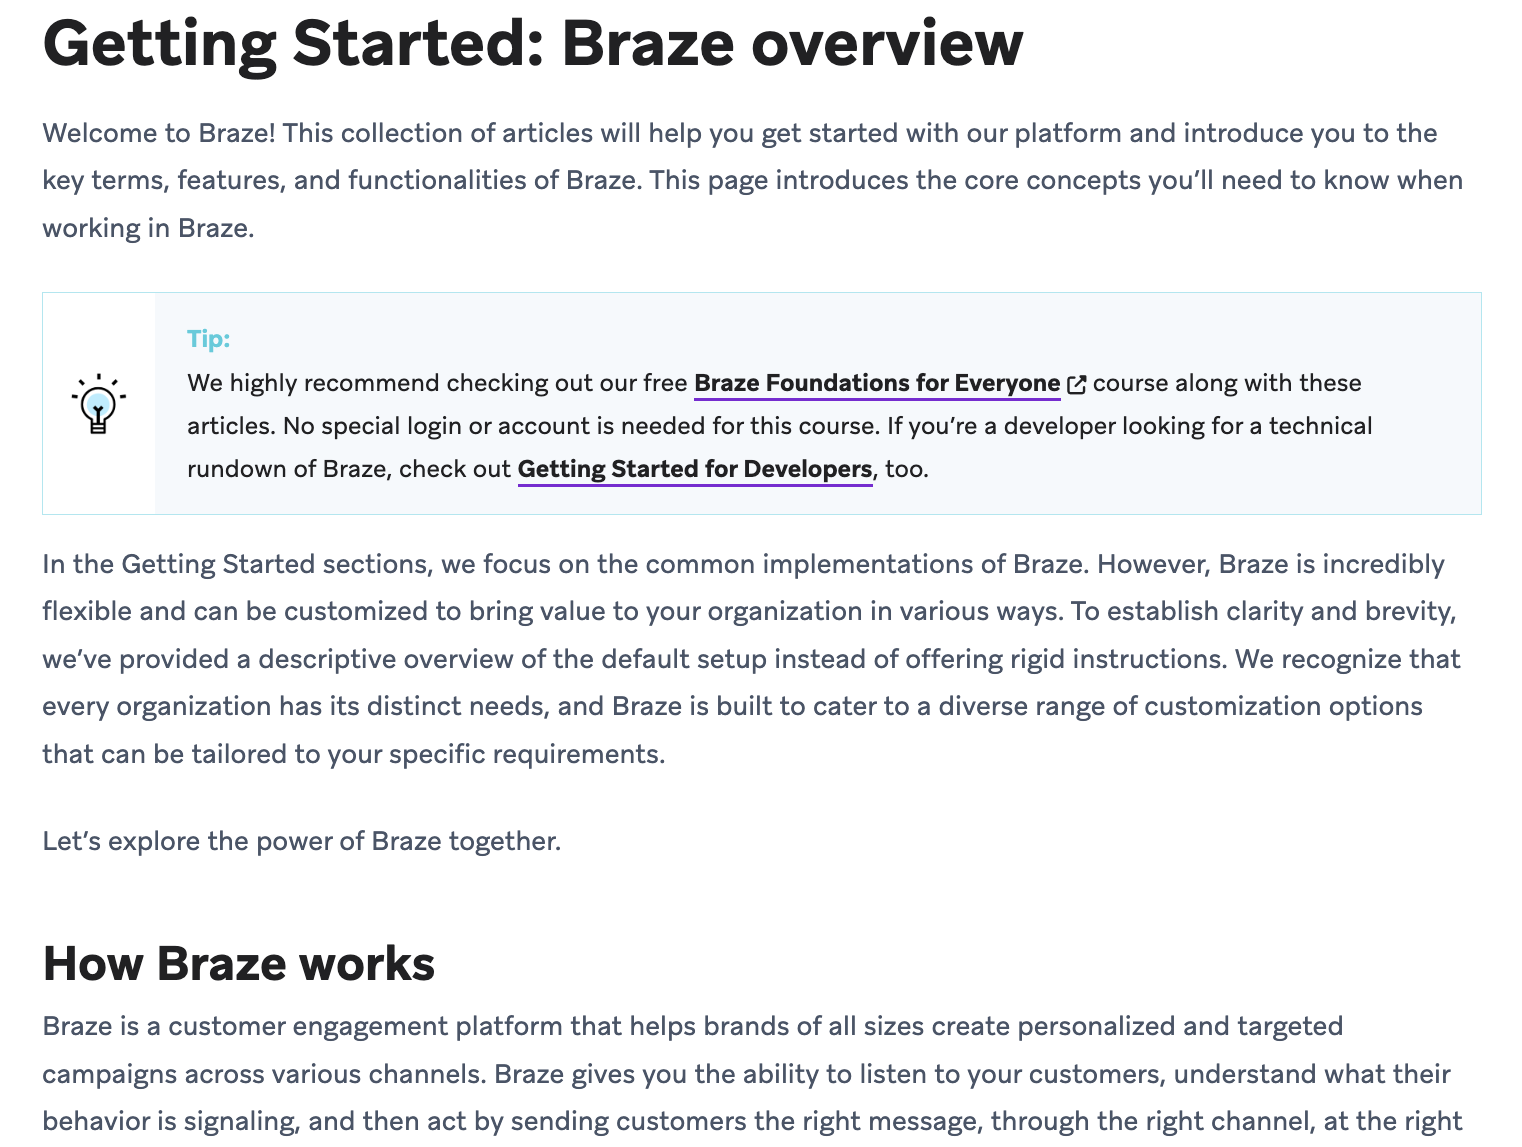 Getting Started: Braze overview
Welcome to Braze! This collection of articles will help you get started with our platform and introduce you to the
key terms, features, and functionalities of Braze. This page introduces the core concepts you’ll need to know when
working in Braze.
Tip:
We highly recommend checking out our free Braze Foundations for Everyone course along with these
articles. No special login or account is needed for this course. If you’re a developer looking for a technical
rundown of Braze, check out Getting Started for Developers, too.
In the Getting Started sections, we focus on the common implementations of Braze. However, Braze is incredibly
flexible and can be customized to bring value to your organization in various ways. To establish clarity and brevity,
we’ve provided a descriptive overview of the default setup instead of offering rigid instructions. We recognize that
every organization has its distinct needs, and Braze is built to cater to a diverse range of customization options
that can be tailored to your specific requirements.
Let’s explore the power of Braze together.
How Braze works
Braze is a customer engagement platform that helps brands of all sizes create personalized and targeted
campaigns across various channels. Braze gives you the ability to listen to your customers, understand what their
behavior is signaling, and then act by sending customers the right message, through the right channel, at the right